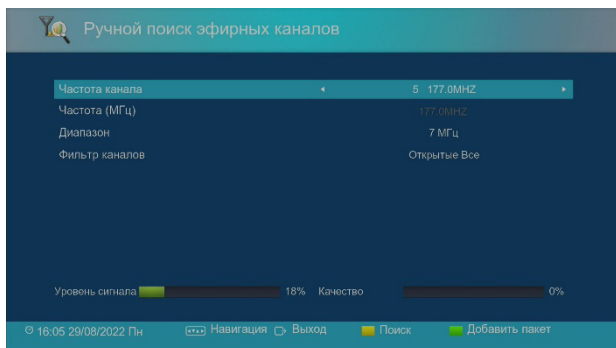 Ручной поиск эфирных каналов
Частота канала 5 177.0MHZ
Частота (МГц) 177.0MHZ
Диапазон 7 МГц
Фильтр каналов Открытые Все
Уровень сигнала 18% Качество 0%
16:05 29/08/2022 Пн Навигация Выход Поиск Добавить пакет